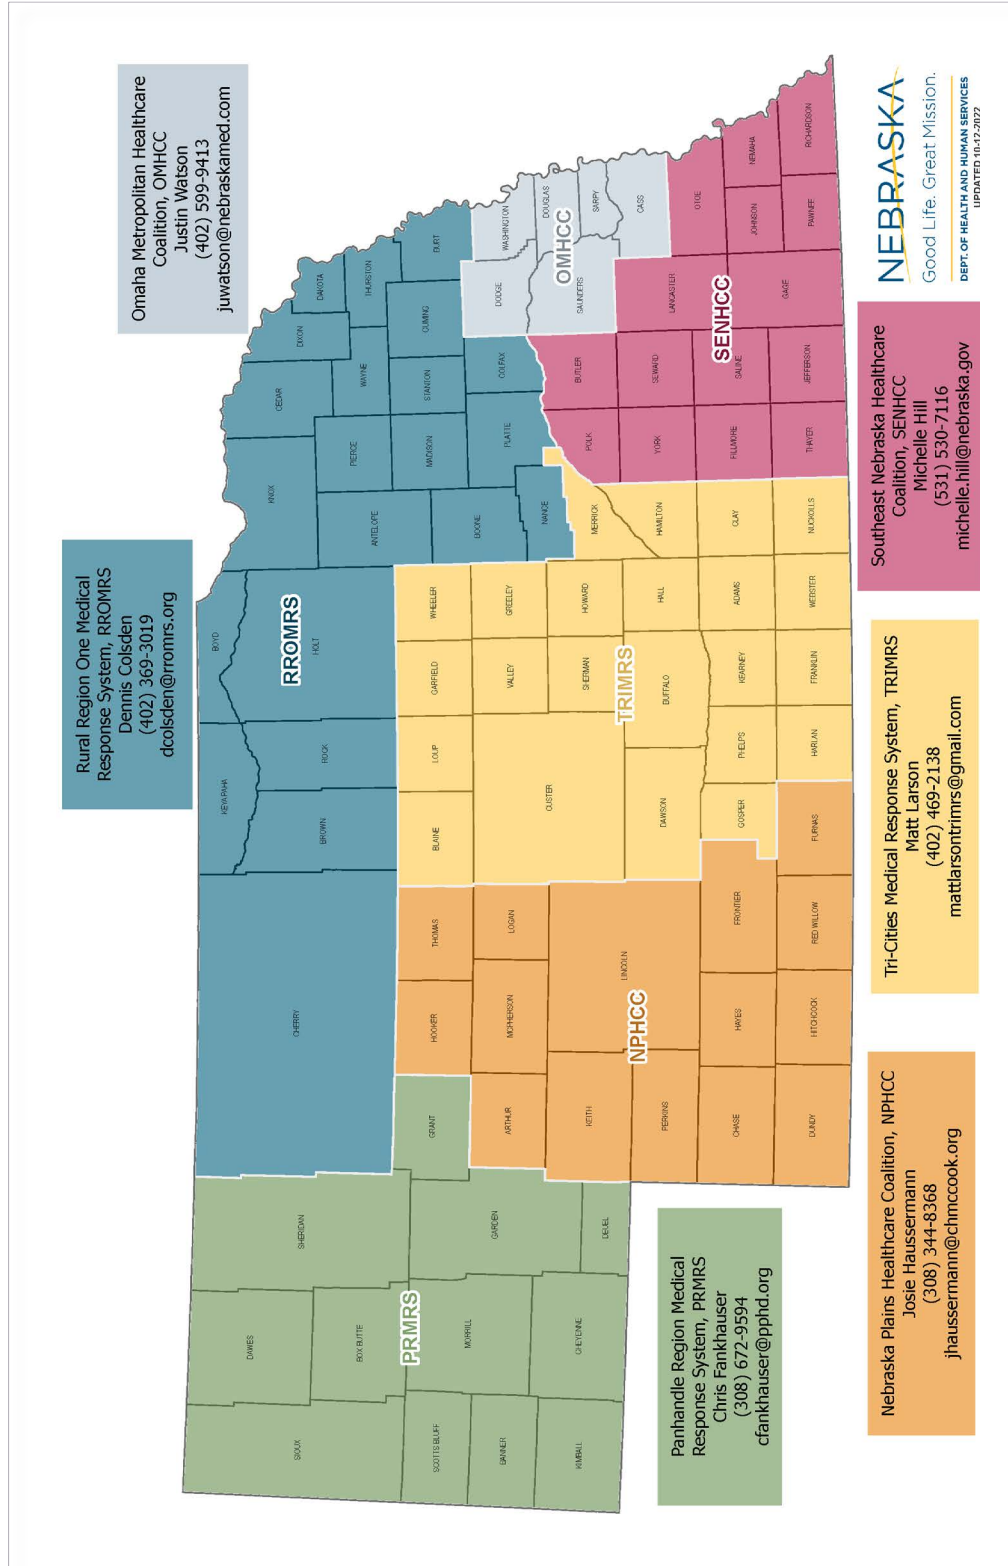 Rural Region One Medical
Response System, RROMRS
Dennis Colsden
(402) 369-3019
dcolsden@rromrs.org
Omaha Metropolitan Healthcare
Coalition, OMHCC
Justin Watson
(402) 599-9413
juwatson@nebraskamed.com
SIOUX
DAWES
SHERIDAN
BOX BUTTE
SCOTTS BLUFF
BANNER
KIMBALL
MORRILL
CHEYENNE
GARDEN
DEUEL
PRMRS
GRANT
CHERRY
KEYA PAHA
BROWN
ROCK
BOYD
HOLT
RROMRS
KNOX
ANTELOPE
BOONE
NANCE
CEDAR
PIERCE
MADISON
PLATTE
DIXON
WAYNE
STANTON
COLFAX
DAKOTA
THURSTON
CUMING
BURT
HOOKER
THOMAS
ARTHUR
MCPHERSON
LOGAN
KEITH
LINCOLN
NPHCC
PERKINS
CHASE
HAYES
FRONTIER
DUNDY
HITCHCOCK
RED WILLOW
FURNAS
BLAINE
LOUP
GARFIELD
WHEELER
CUSTER
VALLEY
GREELEY
SHERMAN
HOWARD
TRIMRS
DAWSON
BUFFALO
HALL
MERRICK
HAMILTON
GOSPER
PHELPS
KEARNEY
ADAMS
CLAY
HARLAN
FRANKLIN
WEBSTER
NUCKOLLS
DODGE
WASHINGTON
DOUGLAS
SAUNDERS
SARPY
CASS
OMHCC
POLK
BUTLER
YORK
SEWARD
LANCASTER
OTOE
SENHCC
FILLMORE
SALINE
THAYER
JEFFERSON
GAGE
JOHNSON
NEMAHA
PAWNEE
RICHARDSON
Panhandle Region Medical
Response System, PRMRS
Chris Fankhauser
(308) 672-9594
cfankhauser@pphd.org
Nebraska Plains Healthcare Coalition, NPHCC
Josie Haussermann
(308) 344-8368
jhaussermann@chmccook.org
Tri-Cities Medical Response System, TRIMRS
Matt Larson
(402) 469-2138
mattlarsontrimrs@gmail.com
Southeast Nebraska Healthcare
Coalition, SENHCC
Michelle Hill
(531) 530-7116
michelle.hill@nebraska.gov
NEBRASKA
Good Life. Great Mission.
DEPT. OF HEALTH AND HUMAN SERVICES
UPDATED 10-12-2022